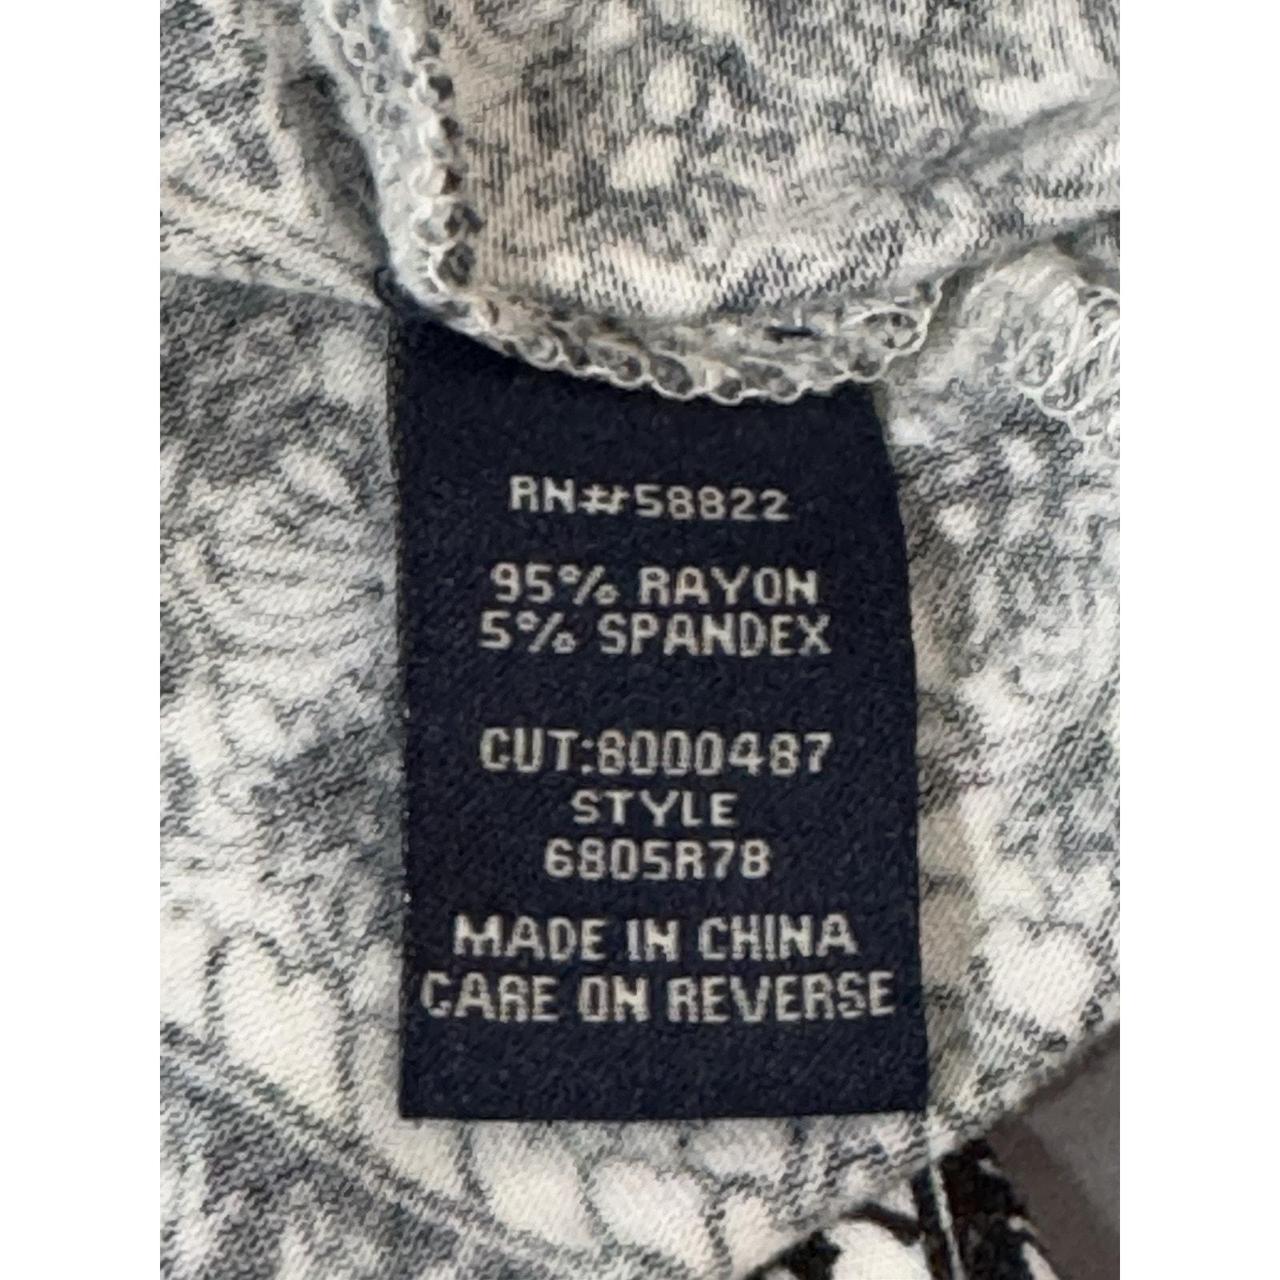 RN#58822
95% RAYON
5% SPANDEX
CUT:8000487
STYLE
6805R78
MADE IN CHINA
CARE ON REVERSE